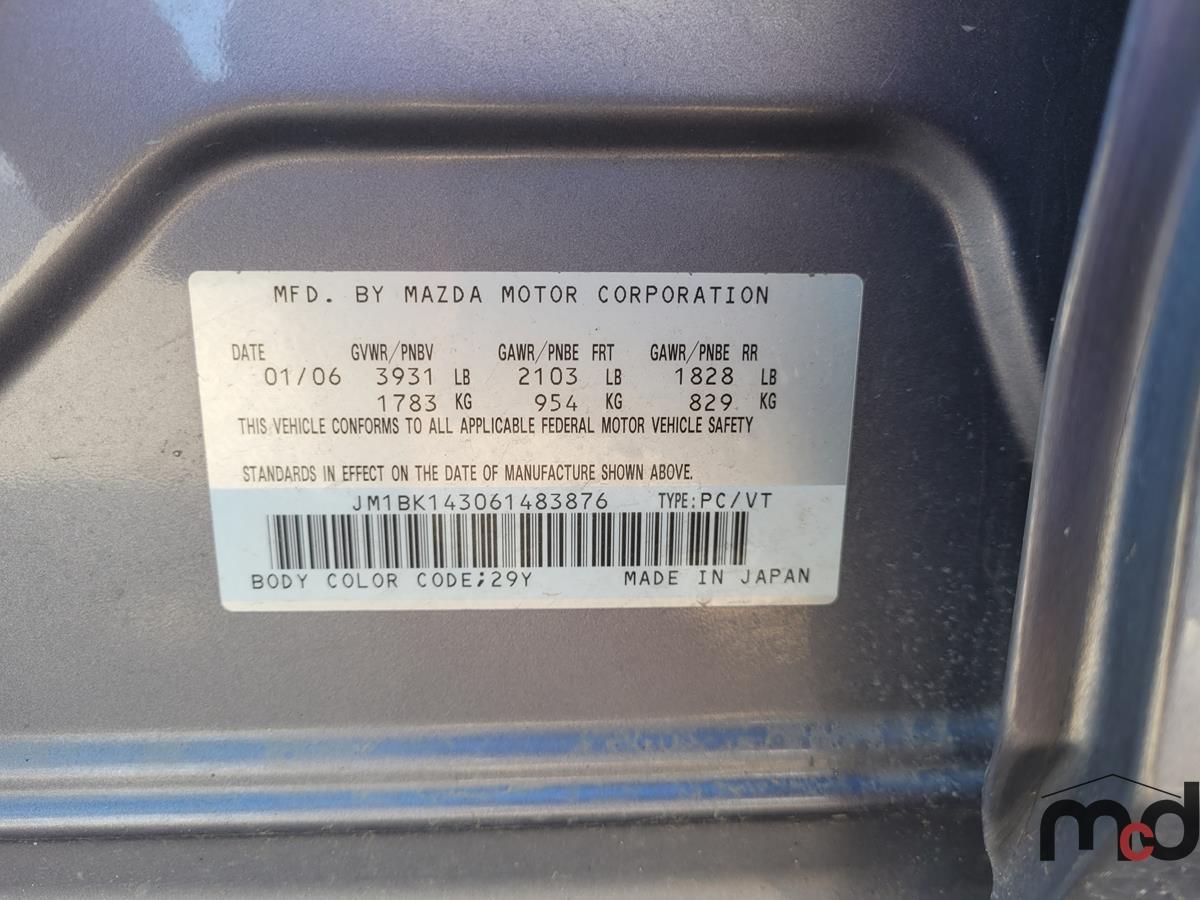 MFD. BY MAZDA MOTOR CORPORATION
DATE GVWR/PNBV GAWR/PNBE FRT GAWR/PNBE RR
01/06 3931 LB 2103 LB 1828 LB
1783 KG 954 KG 829 KG
THIS VEHICLE CONFORMS TO ALL APPLICABLE FEDERAL MOTOR VEHICLE SAFETY
STANDARDS IN EFFECT ON THE DATE OF MANUFACTURE SHOWN ABOVE.
JM1BK143061483876 TYPE:PC/VT
BODY COLOR CODE;29Y MADE IN JAPAN
mcd